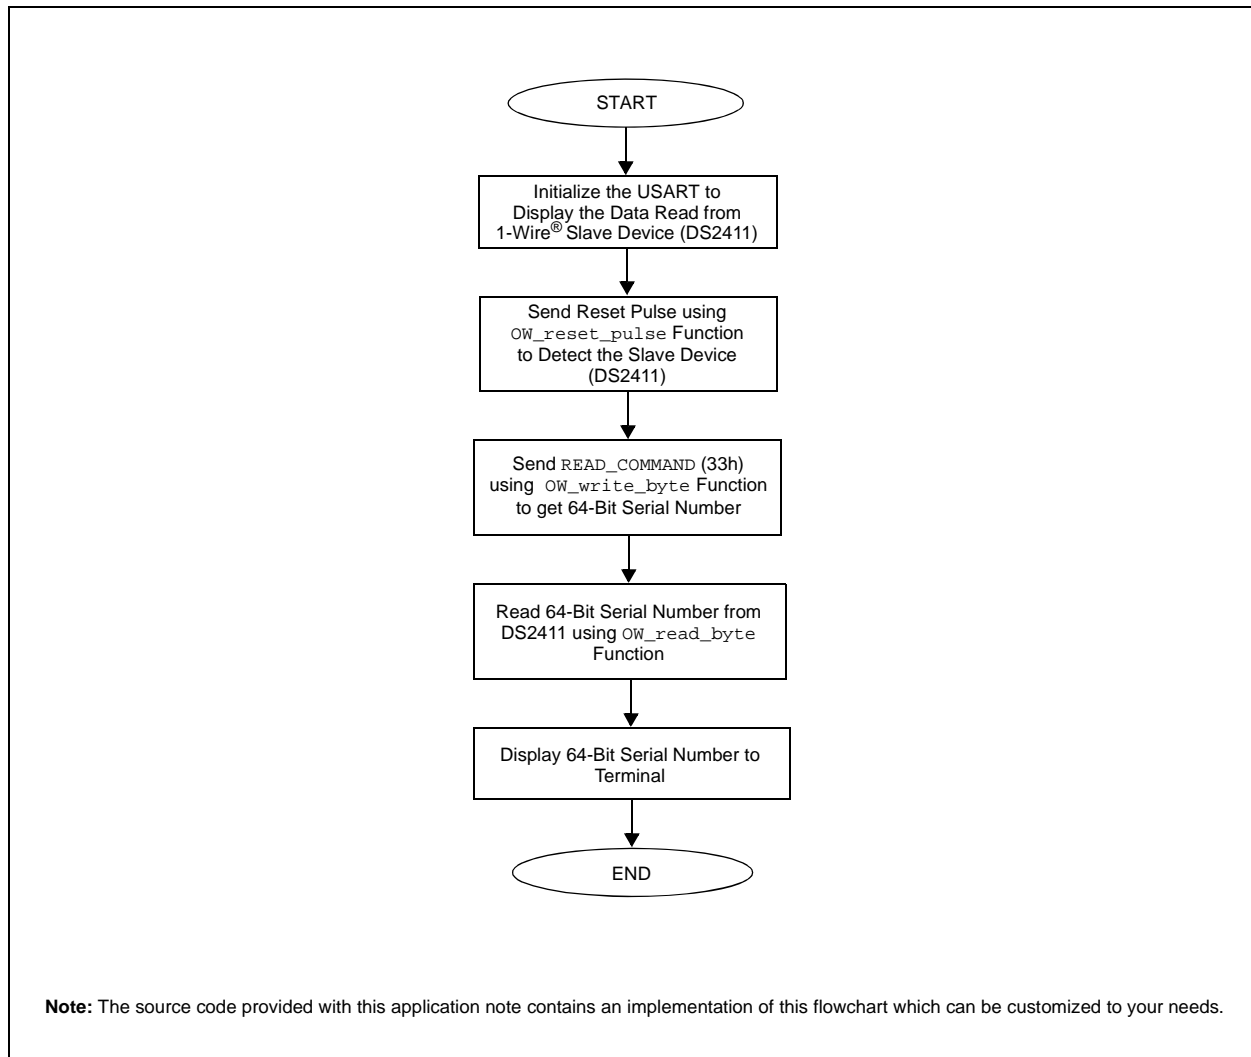 START
Initialize the USART to
Display the Data Read from
1-Wire® Slave Device (DS2411)
Send Reset Pulse using
OW_reset_pulse Function
to Detect the Slave Device
(DS2411)
Send READ_COMMAND (33h)
using OW_write_byte Function
to get 64-Bit Serial Number
Read 64-Bit Serial Number from
DS2411 using OW_read_byte
Function
Display 64-Bit Serial Number to
Terminal
END
Note: The source code provided with this application note contains an implementation of this flowchart which can be customized to your needs.